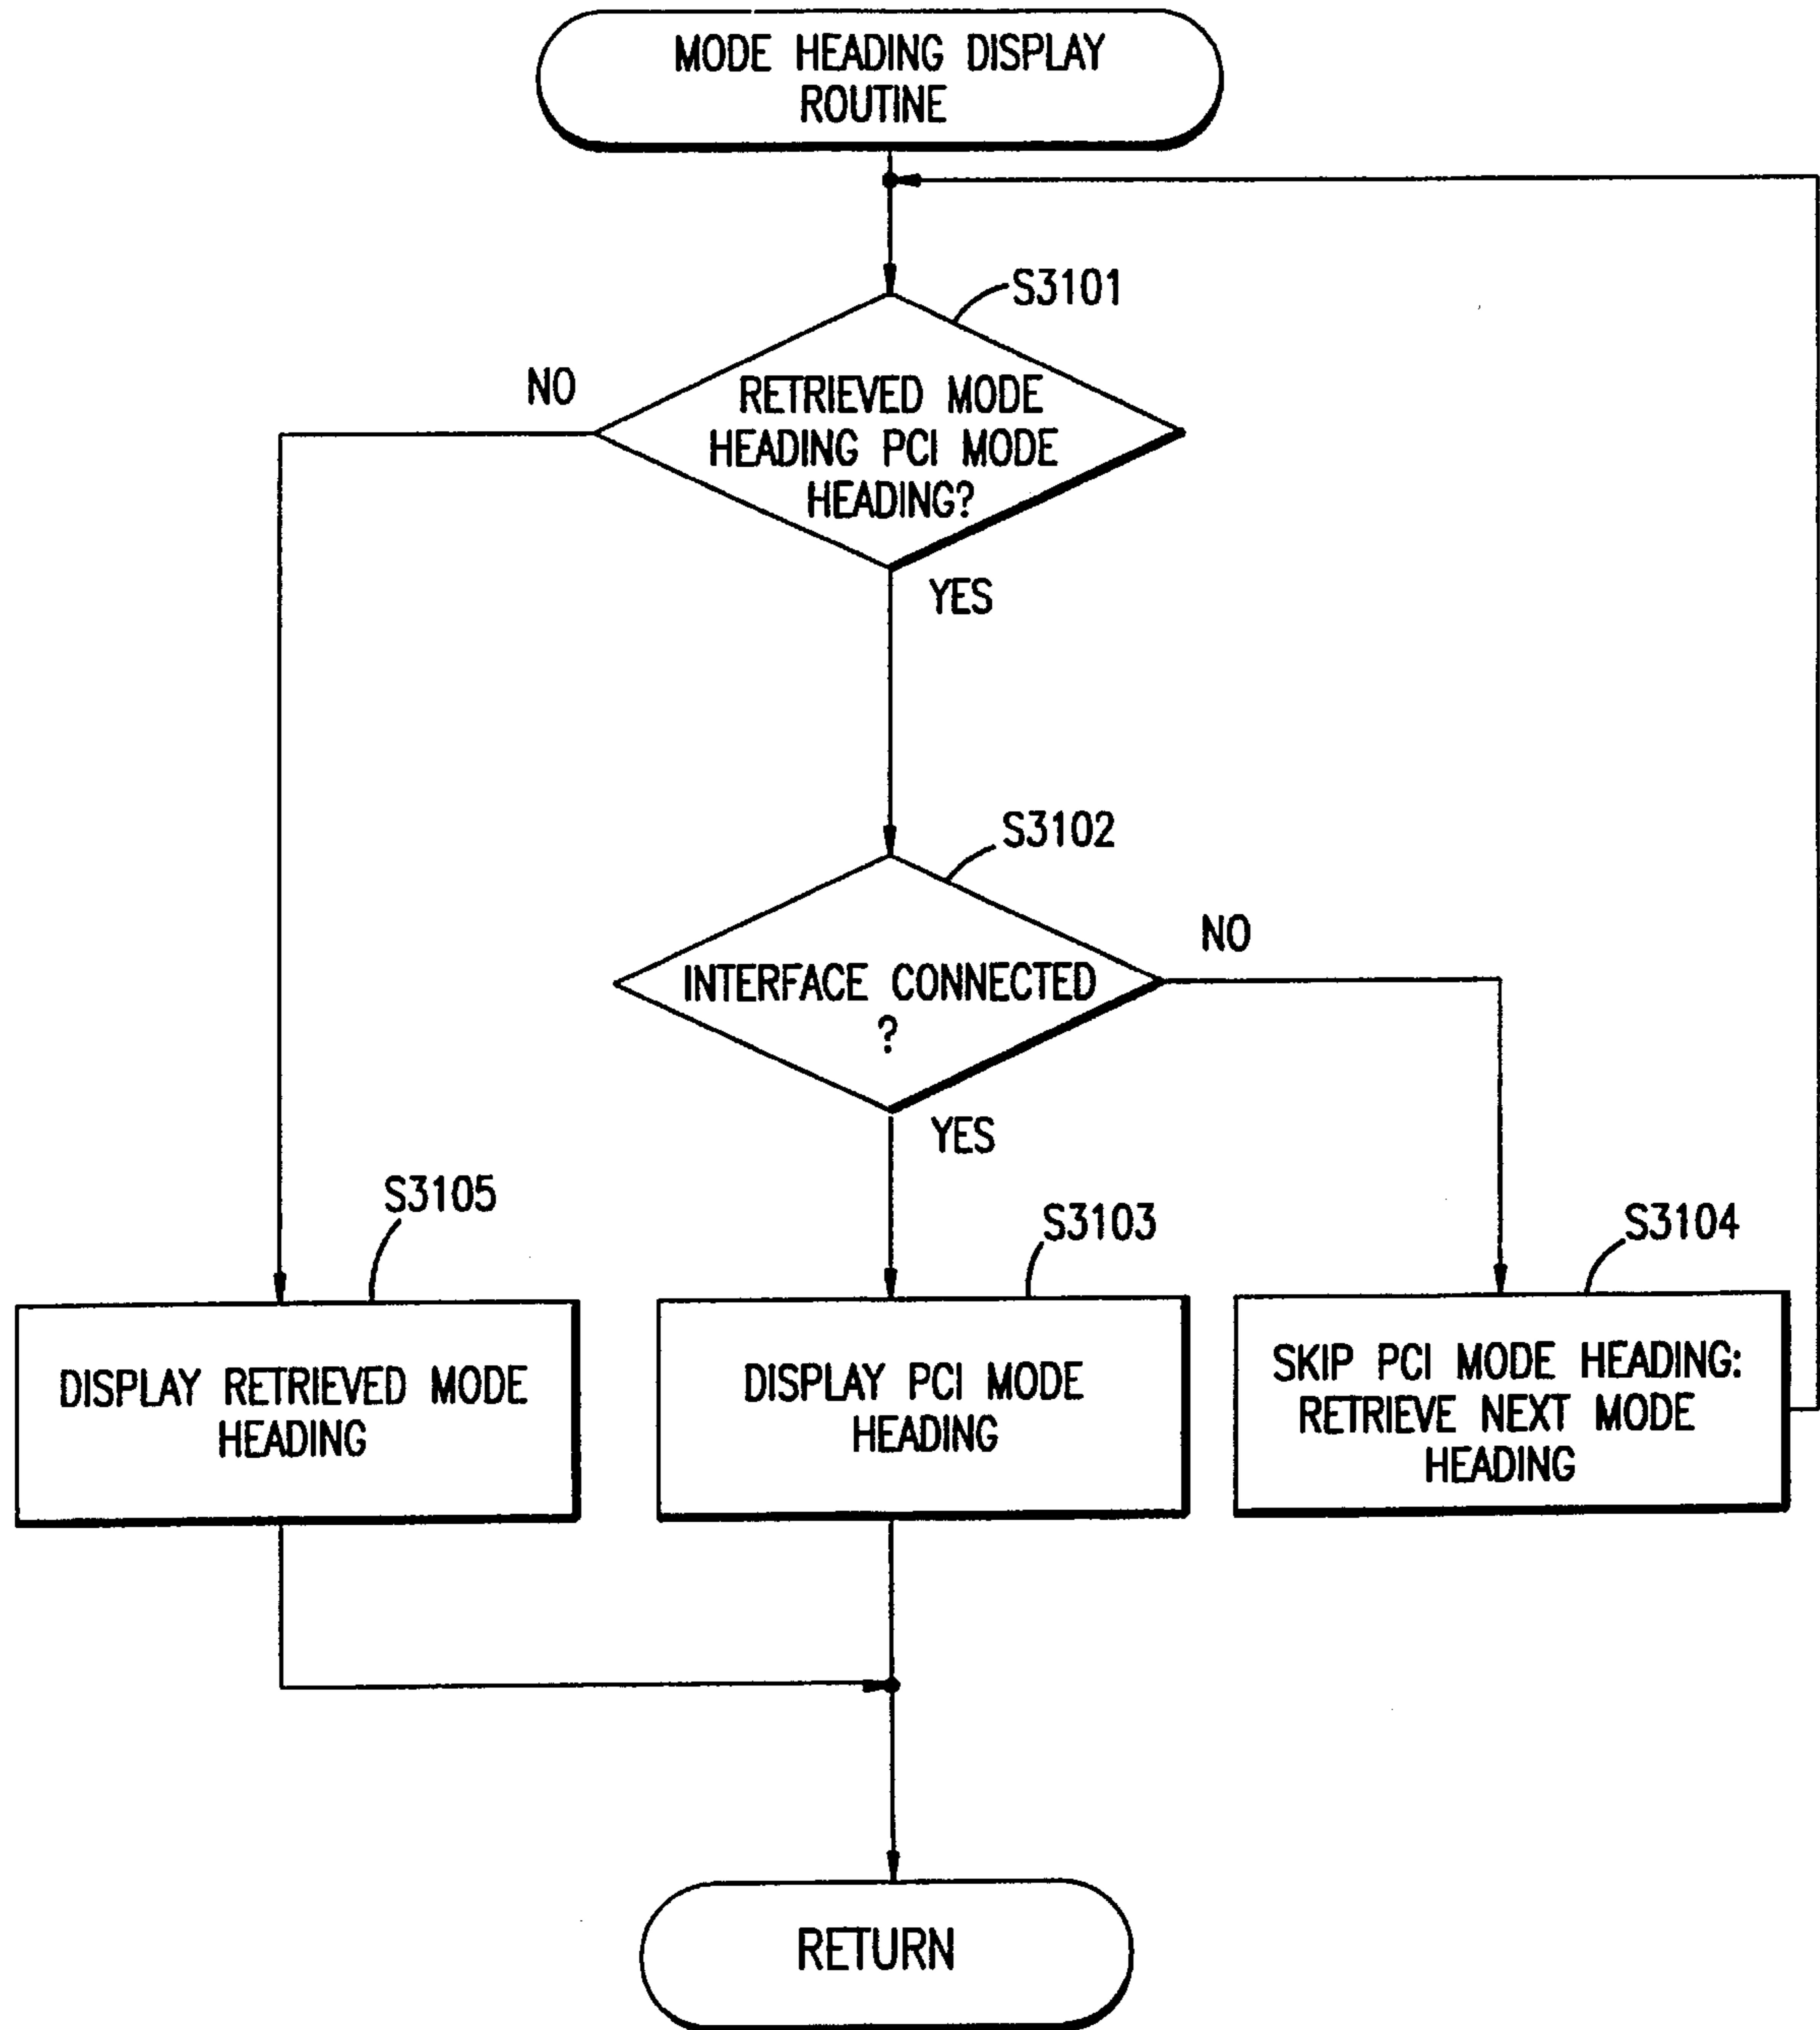 MODE HEADING DISPLAY
ROUTINE
S3101
NO
RETRIEVED MODE
HEADING PCI MODE
HEADING?
YES
S3102
NO
INTERFACE CONNECTED
?
YES
S3105
S3103
S3104
DISPLAY RETRIEVED MODE
HEADING
DISPLAY PCI MODE
HEADING
SKIP PCI MODE HEADING:
RETRIEVE NEXT MODE
HEADING
RETURN